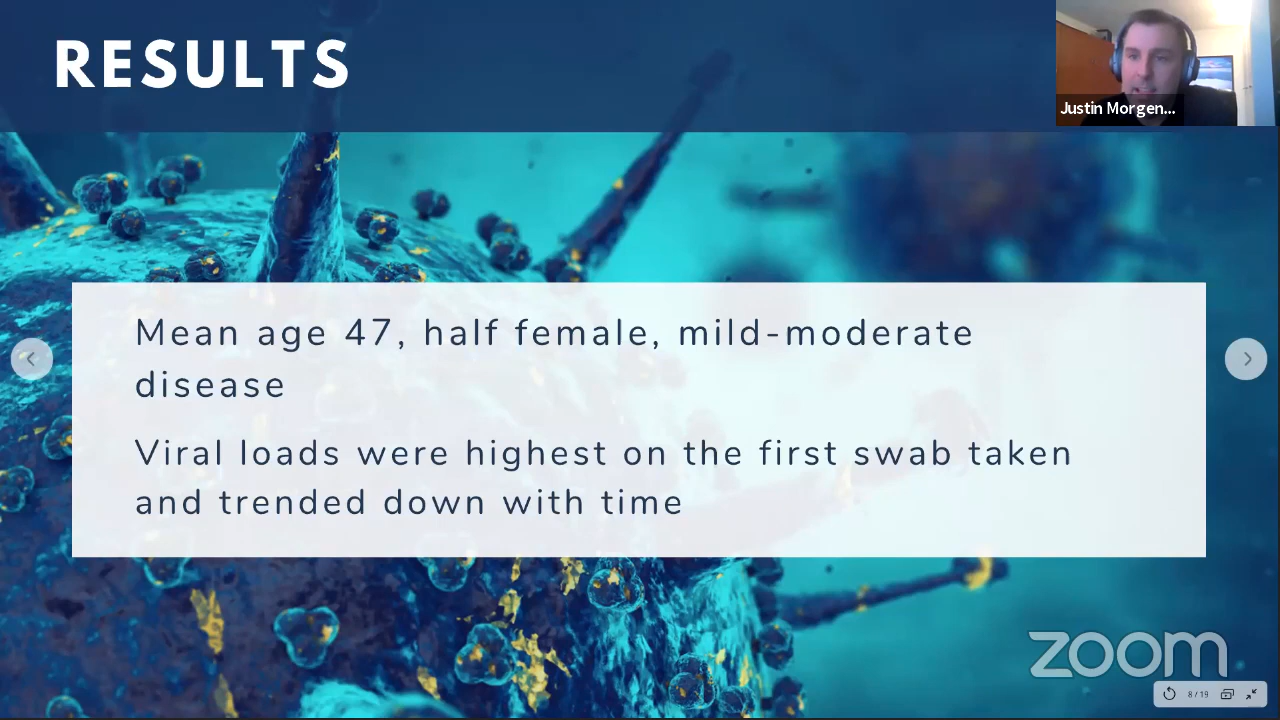 RESULTS
Justin Morgen...
Mean age 47, half female, mild-moderate
disease
Viral loads were highest on the first swab taken
and trended down with time
zoom
8/19